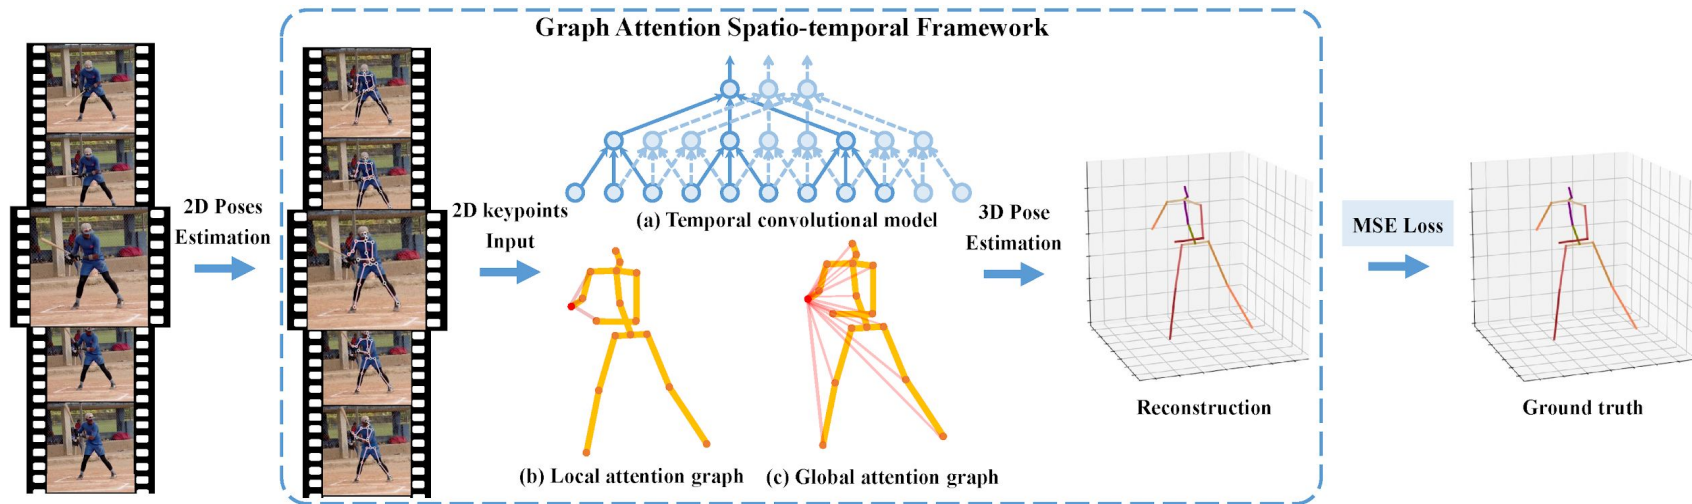 Graph Attention Spatio-temporal Framework
2D Poses
Estimation
2D keypoints
Input
(a) Temporal convolutional model
(b) Local attention graph
(c) Global attention graph
3D Pose
Estimation
Reconstruction
MSE Loss
Ground truth